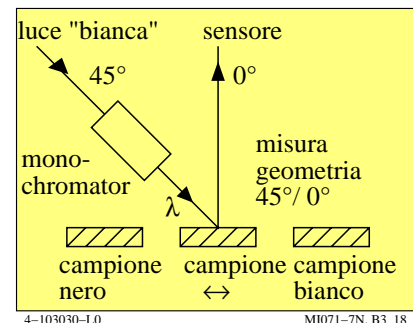 luce "bianca"
sensore
45°
0°
mono-
chromator
misura
geometria
45°/ 0°
λ
campione
nero
campione
↔
campione
bianco
4–103030–L0
MI071–7N, B3_18